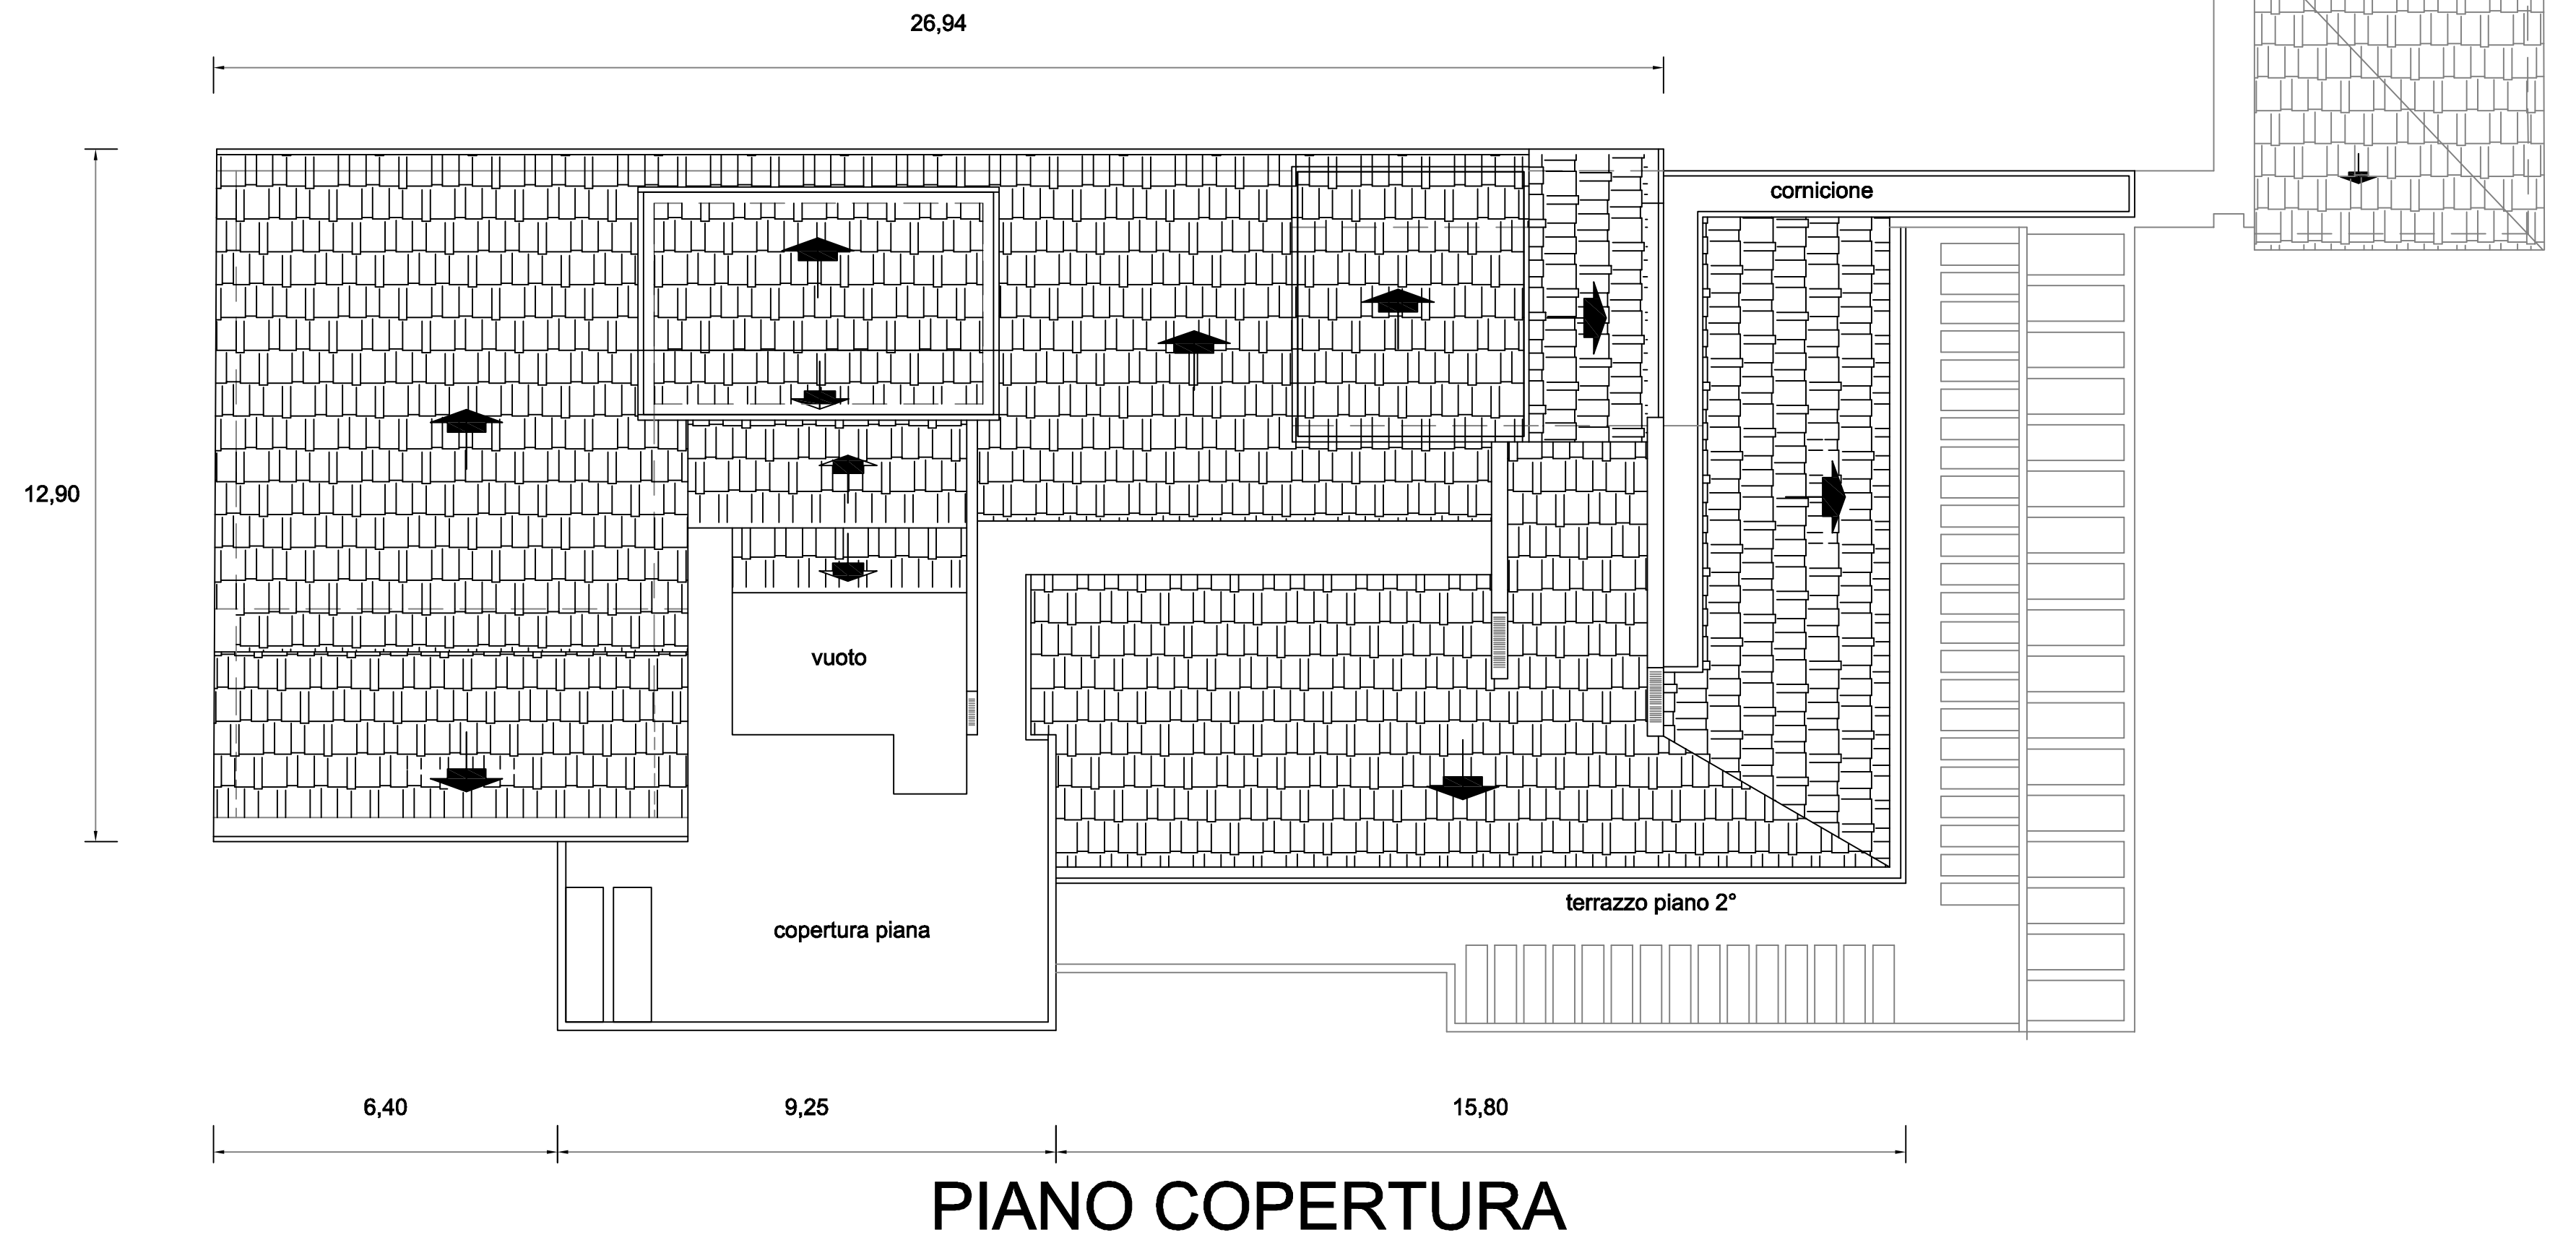 26,94
cornicione
12,90
vuoto
terrazzo piano 2°
copertura piana
6,40
9,25
15,80
PIANO COPERTURA